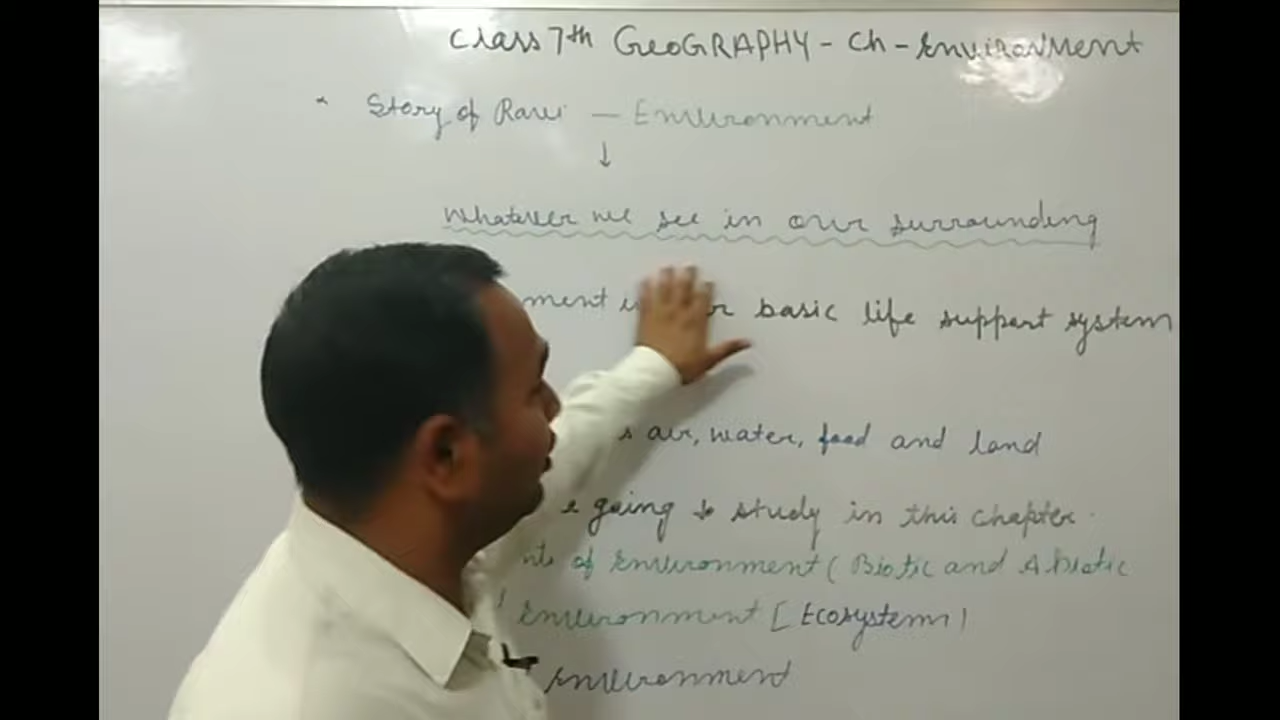 Class 7th GEOGRAPHY - Ch - Environment
Story of Ravi - Environment
↓
Whatever we see in our surrounding
ment basic life support system
air, water, food and land
going to study in this chapter.
of Environment ( Biotic and Abiotic
Environment [ Ecosystem )
Environment